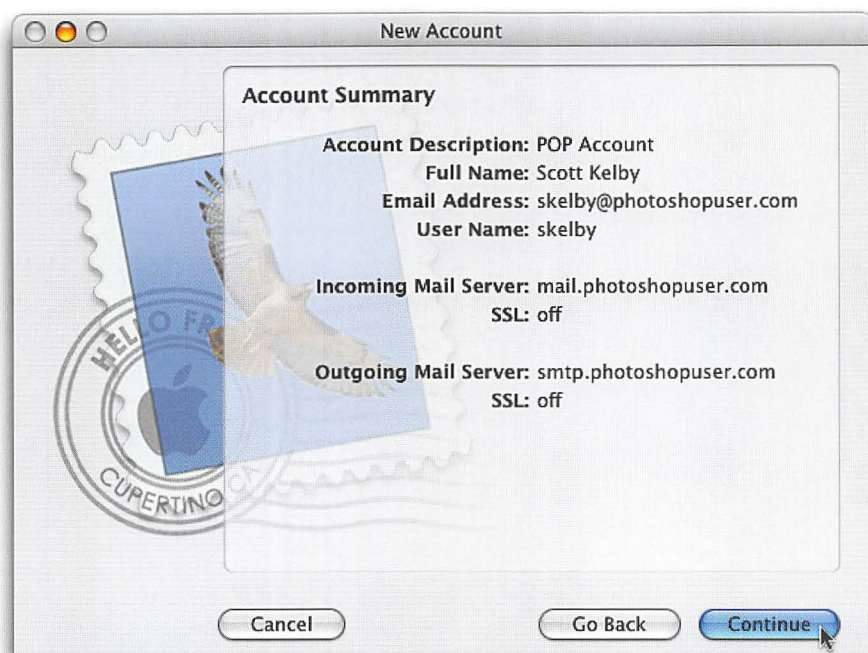 New Account
Account Summary
Account Description: POP Account
Full Name: Scott Kelby
Email Address: skelby@photoshopuser.com
User Name: skelby
Incoming Mail Server: mail.photoshopuser.com
SSL: off
Outgoing Mail Server: smtp.photoshopuser.com
SSL: off
HELLO FR
CUPERTINO CA
Cancel
Go Back
Continue